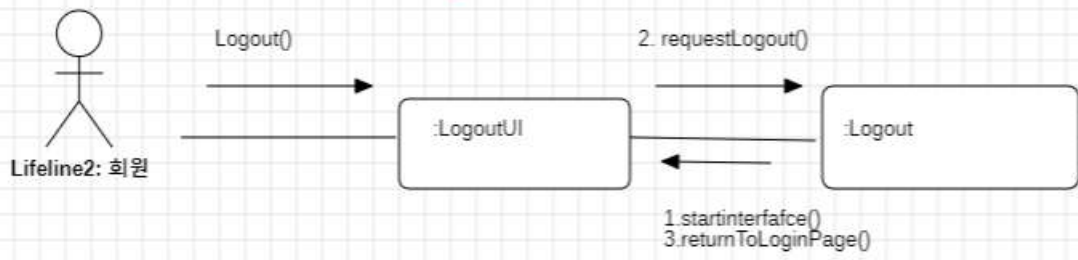 Logout()
2. requestLogout()
:LogoutUI
:Logout
Lifeline2: 회원
1.startinterfafce()
3.returnToLoginPage()